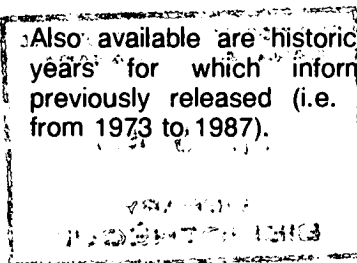 Also available are historic
years for which inform
previously released (i.e.
from 1973 to 1987).